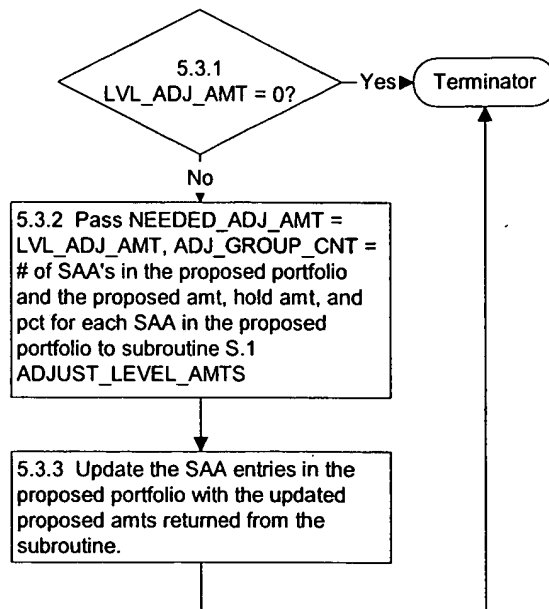 5.3.1
LVL_ADJ_AMT = 0?
Yes
Terminator
No
5.3.2 Pass NEEDED_ADJ_AMT =
LVL_ADJ_AMT, ADJ_GROUP_CNT =
# of SAA's in the proposed portfolio
and the proposed amt, hold amt, and
pct for each SAA in the proposed
portfolio to subroutine S.1
ADJUST_LEVEL_AMTS
5.3.3 Update the SAA entries in the
proposed portfolio with the updated
proposed amts returned from the
subroutine.